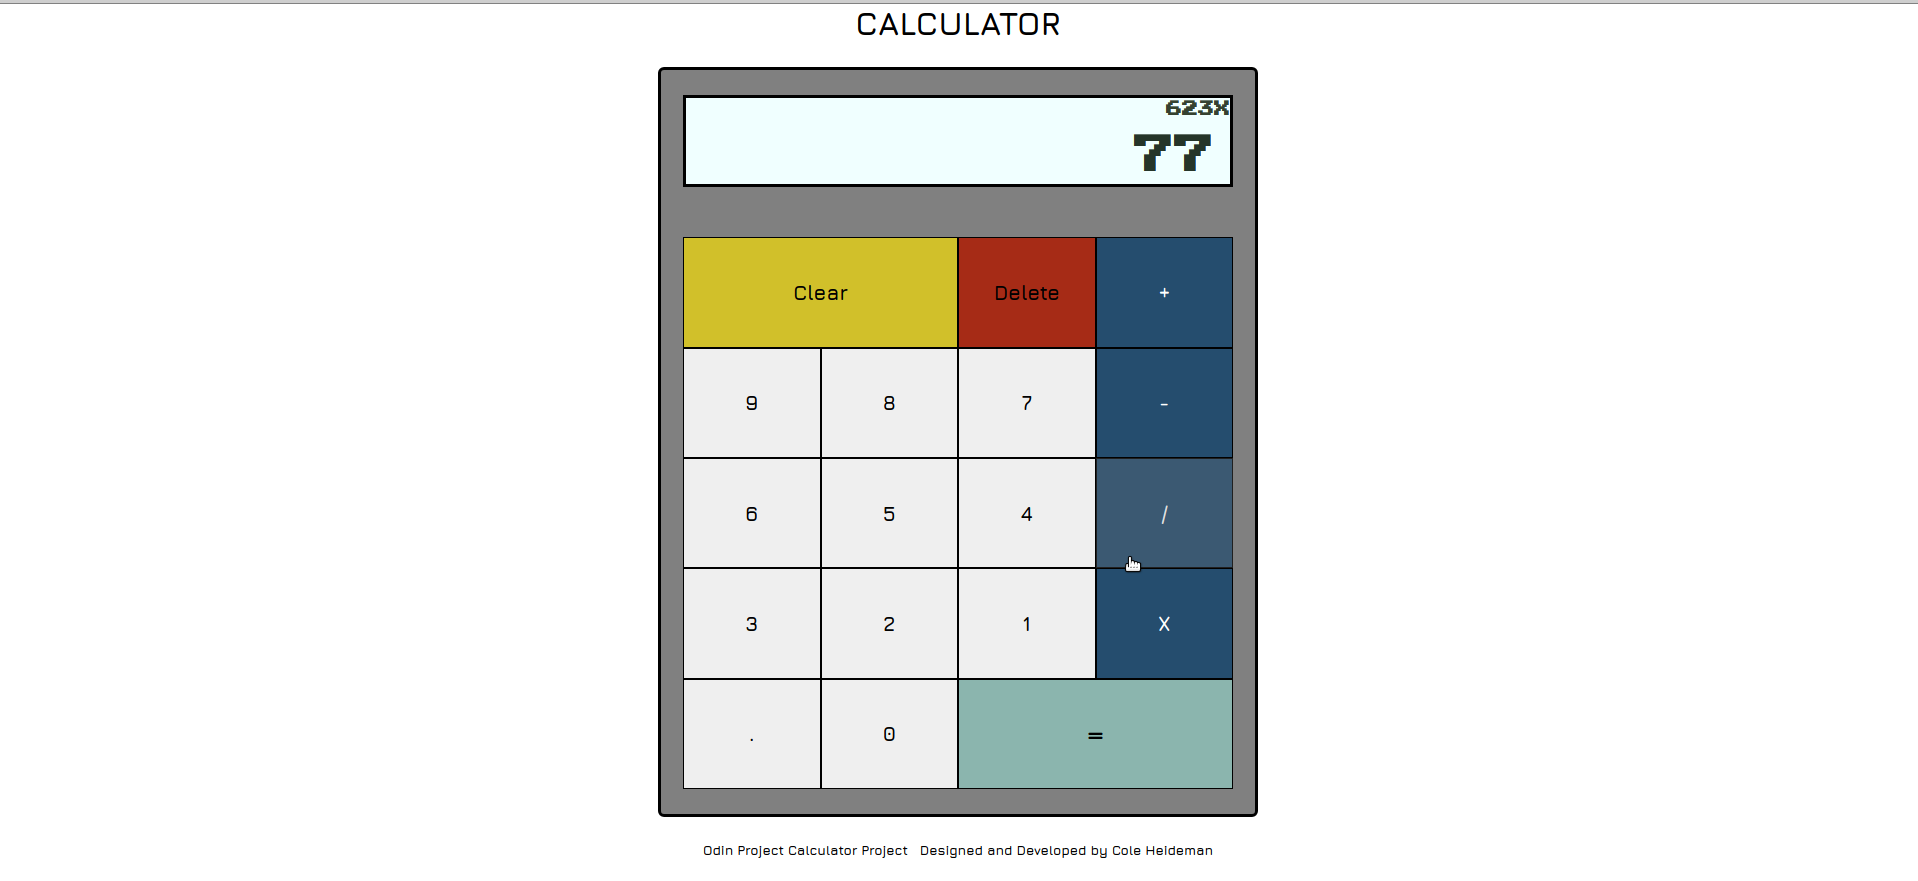 CALCULATOR
623X
77
Clear Delete +
9 8 7 -
6 5 4 /
3 2 1 X
. 0 =
Odin Project Calculator Project Designed and Developed by Cole Heideman